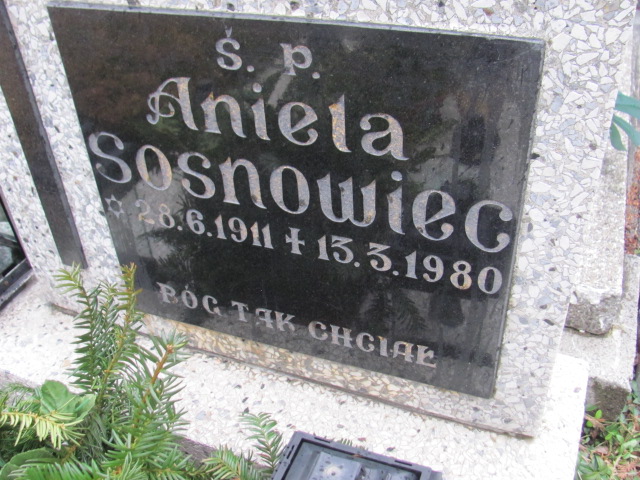 Ś. P.
Aniela
Sosnowiec
✡ 28.6.1911 ✝ 13.3.1980
BÓG TAK CHCIAŁ